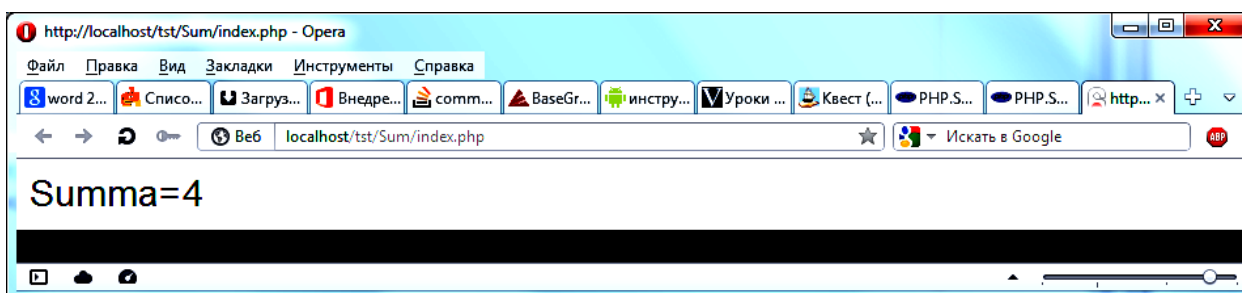 http://localhost/tst/Sum/index.php - Opera
Файл Правка Вид Закладки Инструменты Справка
8 word 2... Списо... Загруз... Внедре... comm... BaseGr... инстру... Уроки ... Квест (... PHP.S... PHP.S... http...
Веб localhost/tst/Sum/index.php Искать в Google ABP
Summa=4